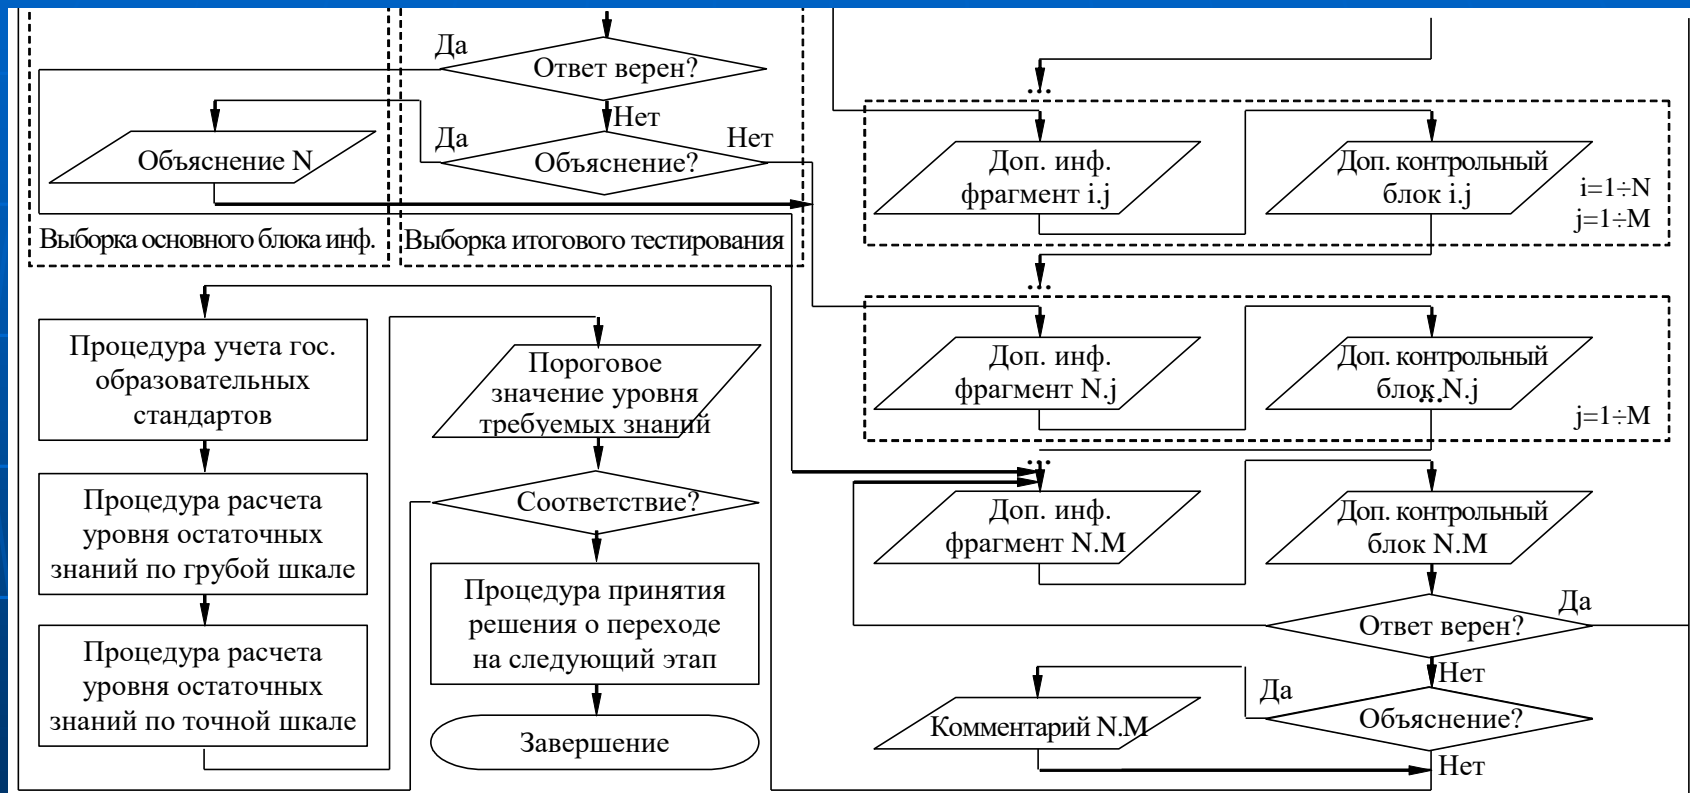 Да
Ответ верен?
Нет
Да
Нет
Объяснение N
Объяснение?
Выборка основного блока инф.
Выборка итогового тестирования
...
Доп. инф.
фрагмент i.j
Доп. контрольный
блок i.j
i=1÷N
j=1÷M
...
Доп. инф.
фрагмент N.j
Доп. контрольный
блок N.j
...
j=1÷M
...
Доп. инф.
фрагмент N.M
Доп. контрольный
блок N.M
Да
Ответ верен?
Нет
Да
Объяснение?
Комментарий N.M
Нет
Процедура учета гос.
образовательных
стандартов
Процедура расчета
уровня остаточных
знаний по грубой шкале
Процедура расчета
уровня остаточных
знаний по точной шкале
Пороговое
значение уровня
требуемых знаний
Соответствие?
Процедура принятия
решения о переходе
на следующий этап
Завершение